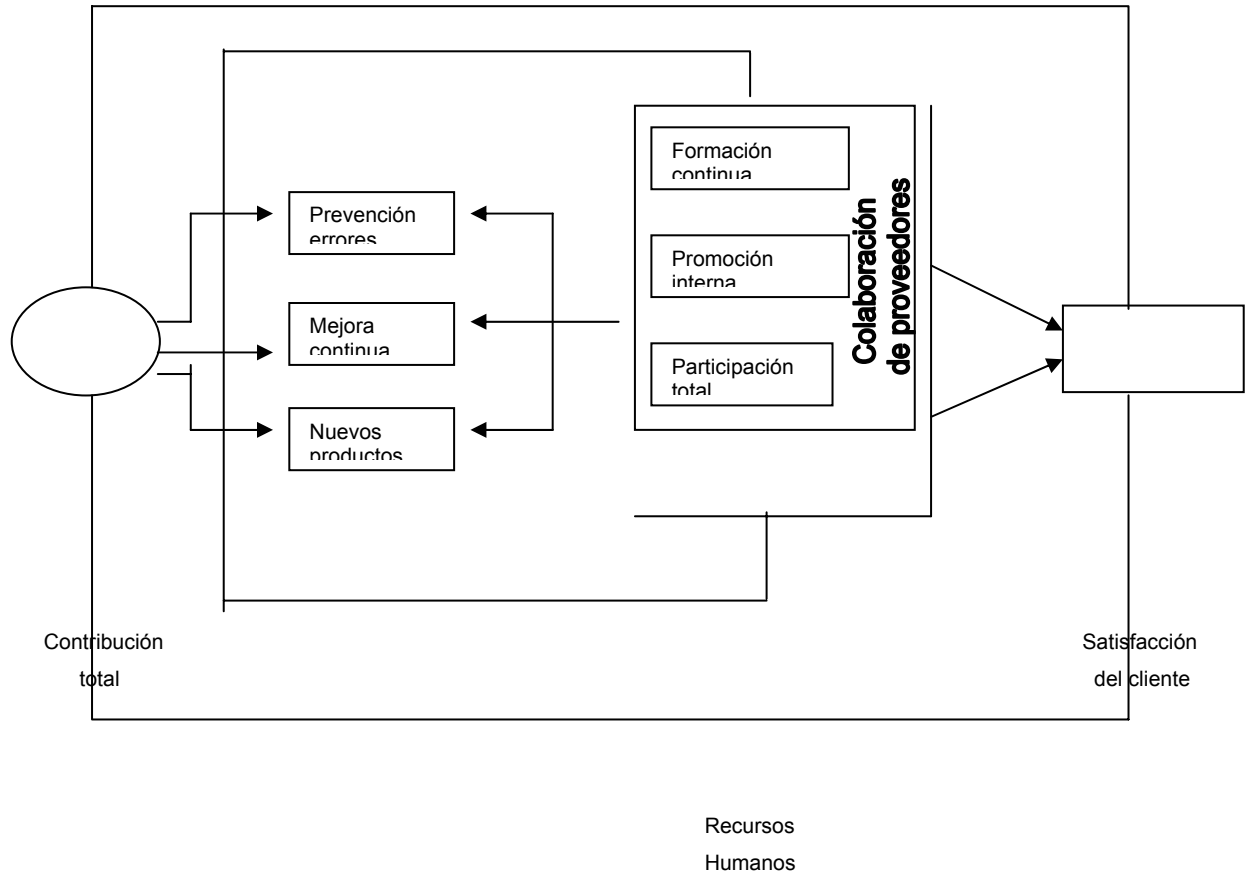 Formación
continua
Prevención
errores
Promoción
interna
Colaboración
de proveedores
Mejora
continua
Participación
total
Nuevos
productos
Contribución
total
Satisfacción
del cliente
Recursos
Humanos